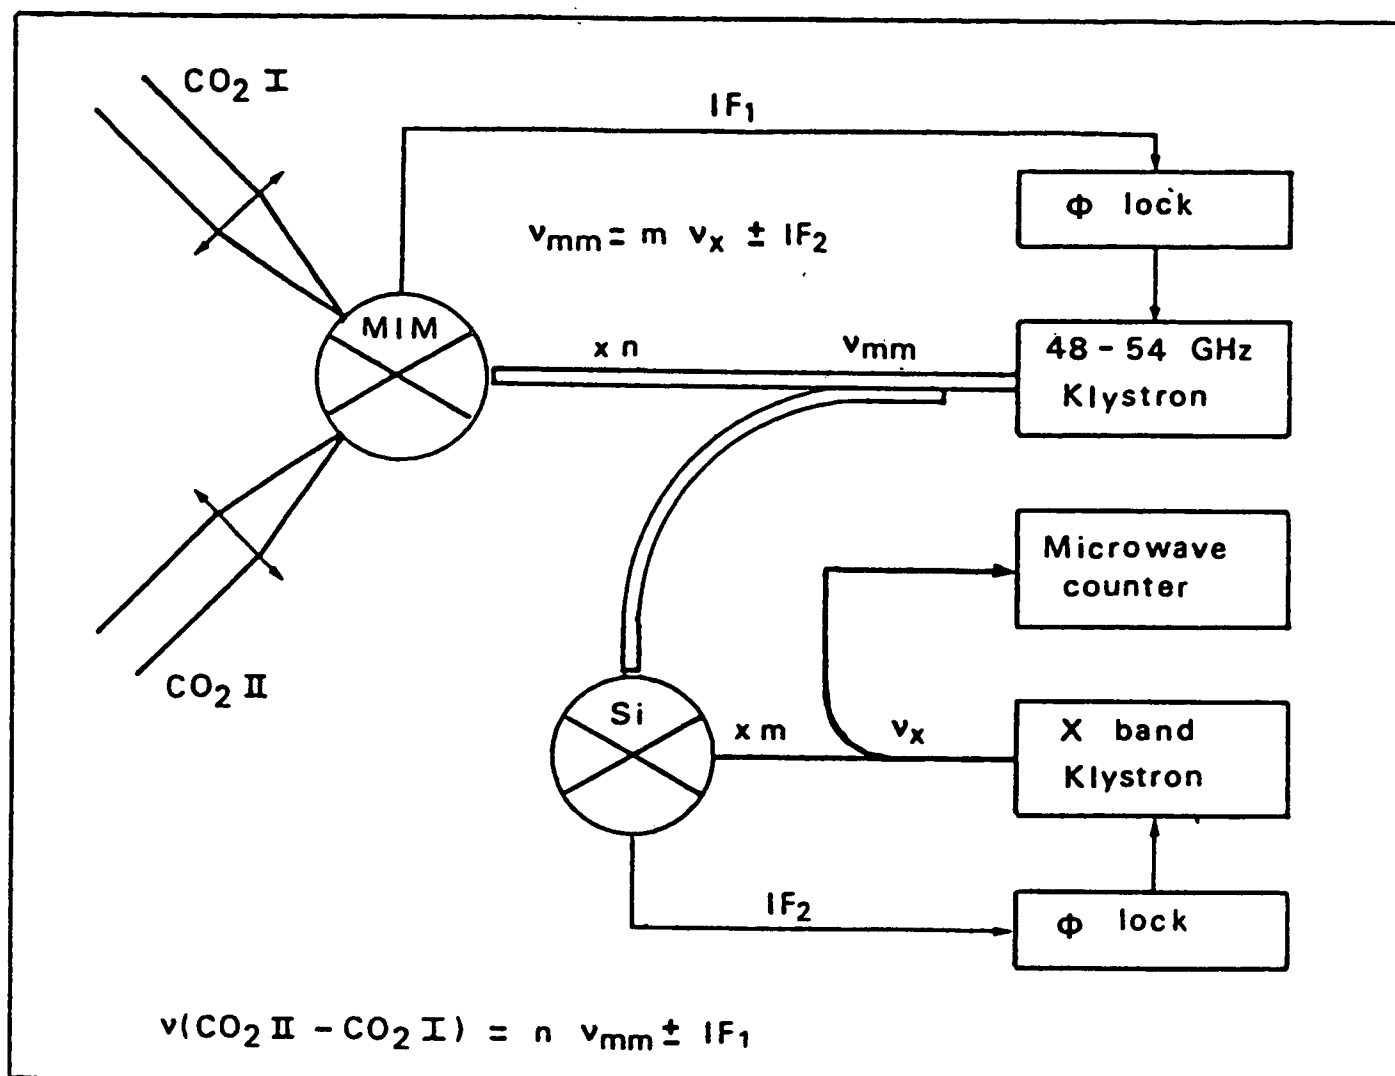 CO₂ I
IF₁
Φ lock
νmm = m νx ± IF₂
MIM
x n
νmm
48 - 54 GHz
Klystron
Microwave
counter
CO₂ II
Si
x m
νx
X band
Klystron
IF₂
Φ lock
ν(CO₂ II - CO₂ I) = n νmm ± IF₁